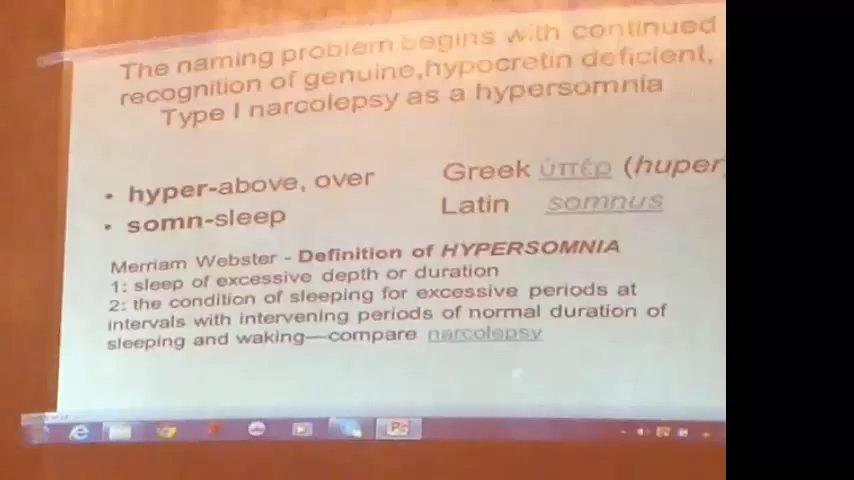 The naming problem begins with continued
recognition of genuine,hypocretin deficient,
Type I narcolepsy as a hypersomnia
• hyper-above, over Greek ὑπέρ (huper
• somn-sleep Latin somnus
Merriam Webster - Definition of HYPERSOMNIA
1: sleep of excessive depth or duration
2: the condition of sleeping for excessive periods at
intervals with intervening periods of normal duration of
sleeping and waking—compare narcolepsy